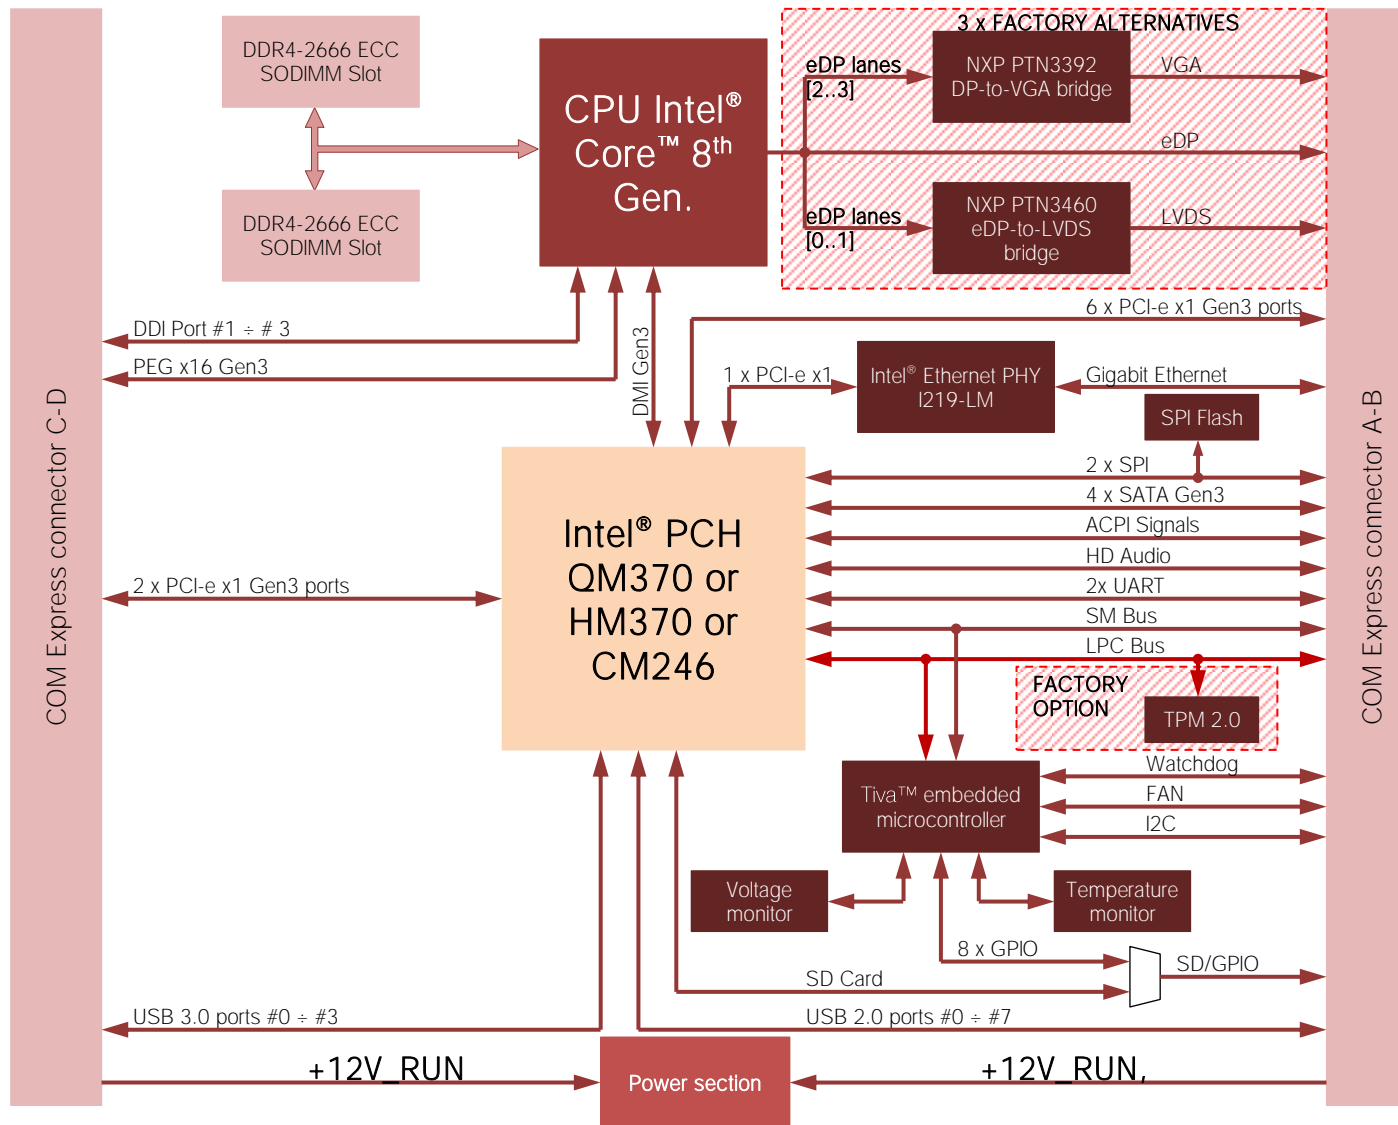 3 x FACTORY ALTERNATIVES
DDR4-2666 ECC
SODIMM Slot
DDR4-2666 ECC
SODIMM Slot
CPU Intel®
Core™ 8th
Gen.
eDP lanes
[2..3]
NXP PTN3392
DP-to-VGA bridge
VGA
eDP
eDP lanes
[0..1]
NXP PTN3460
eDP-to-LVDS
bridge
LVDS
DDI Port #1 ÷ # 3
PEG x16 Gen3
DMI Gen3
6 x PCI-e x1 Gen3 ports
1 x PCI-e x1
Intel® Ethernet PHY
I219-LM
Gigabit Ethernet
SPI Flash
COM Express connector C-D
COM Express connector A-B
Intel® PCH
QM370 or
HM370 or
CM246
2 x PCI-e x1 Gen3 ports
2 x SPI
4 x SATA Gen3
ACPI Signals
HD Audio
2x UART
SM Bus
LPC Bus
FACTORY
OPTION
TPM 2.0
Tiva™ embedded
microcontroller
Watchdog
FAN
I2C
Voltage
monitor
Temperature
monitor
8 x GPIO
SD Card
SD/GPIO
USB 3.0 ports #0 ÷ #3
USB 2.0 ports #0 ÷ #7
+12V_RUN
Power section
+12V_RUN,